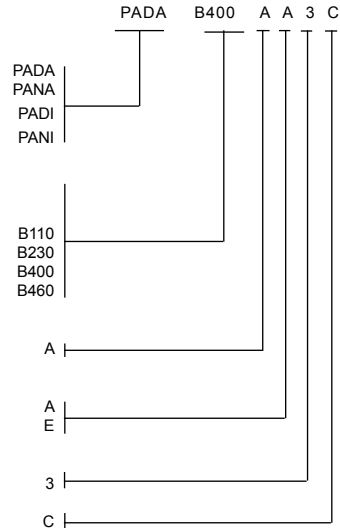 PADA B400 A A 3 C
PADA
PANA
PADI
PANI
B110
B230
B400
B460
A
A
E
3
C